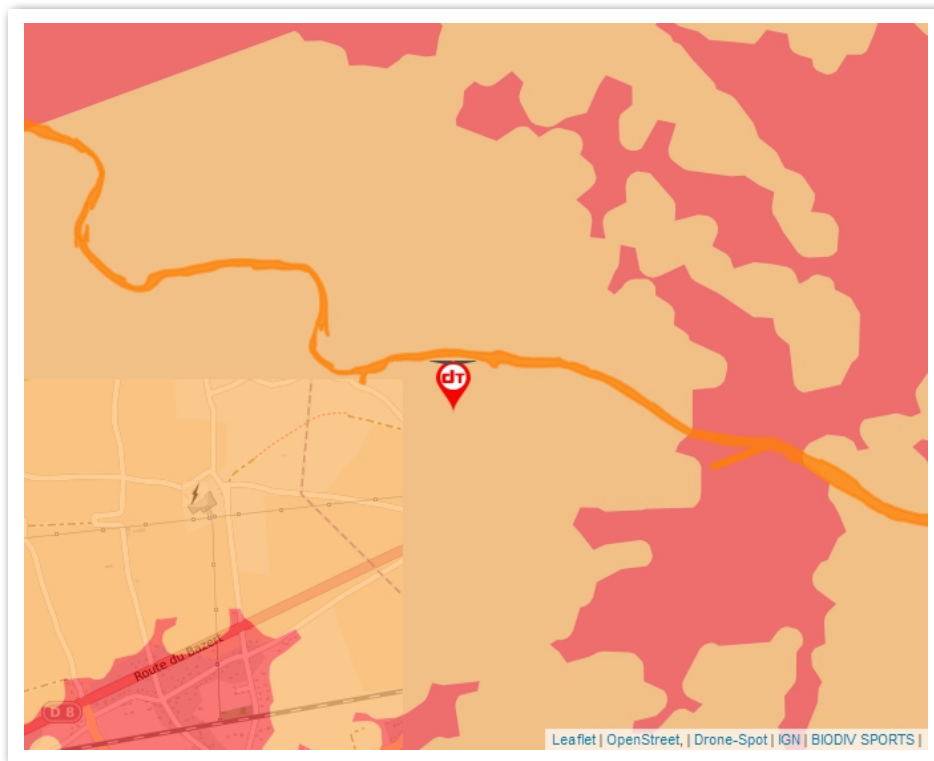 dT
Route du Bazert
D 8
Leaflet | OpenStreet, | Drone-Spot | IGN | BIODIV SPORTS |